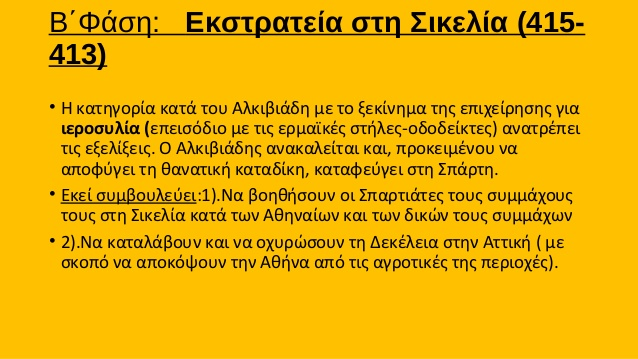 Β΄Φάση: Εκστρατεία στη Σικελία (415-
413)
• Η κατηγορία κατά του Αλκιβιάδη με το ξεκίνημα της επιχείρησης για
ιεροσυλία (επεισόδιο με τις ερμαϊκές στήλες-οδοδείκτες) ανατρέπει
τις εξελίξεις. Ο Αλκιβιάδης ανακαλείται και, προκειμένου να
αποφύγει τη θανατική καταδίκη, καταφεύγει στη Σπάρτη.
• Εκεί συμβουλεύει:1).Να βοηθήσουν οι Σπαρτιάτες τους συμμάχους
τους στη Σικελία κατά των Αθηναίων και των δικών τους συμμάχων
• 2).Να καταλάβουν και να οχυρώσουν τη Δεκέλεια στην Αττική ( με
σκοπό να αποκόψουν την Αθήνα από τις αγροτικές της περιοχές).